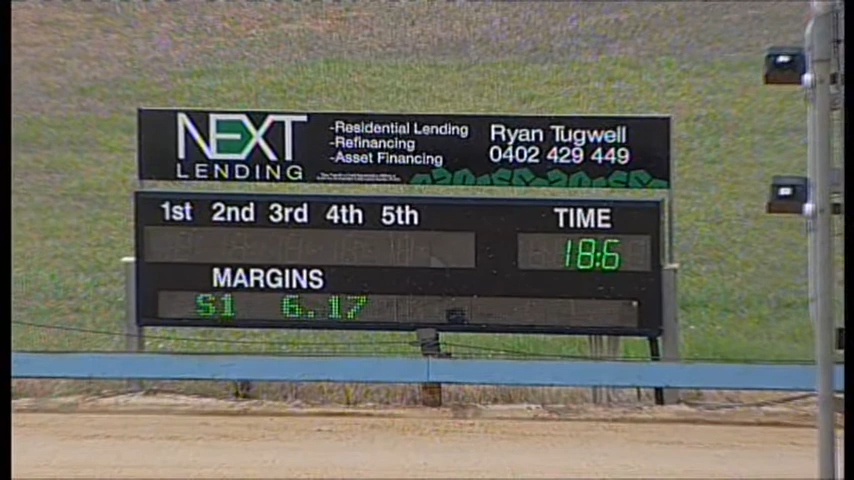 NEXT
LENDING
-Residential Lending
-Refinancing
-Asset Financing
Ryan Tugwell
0402 429 449
1st 2nd 3rd 4th 5th
TIME
18:6
MARGINS
S1 6.17